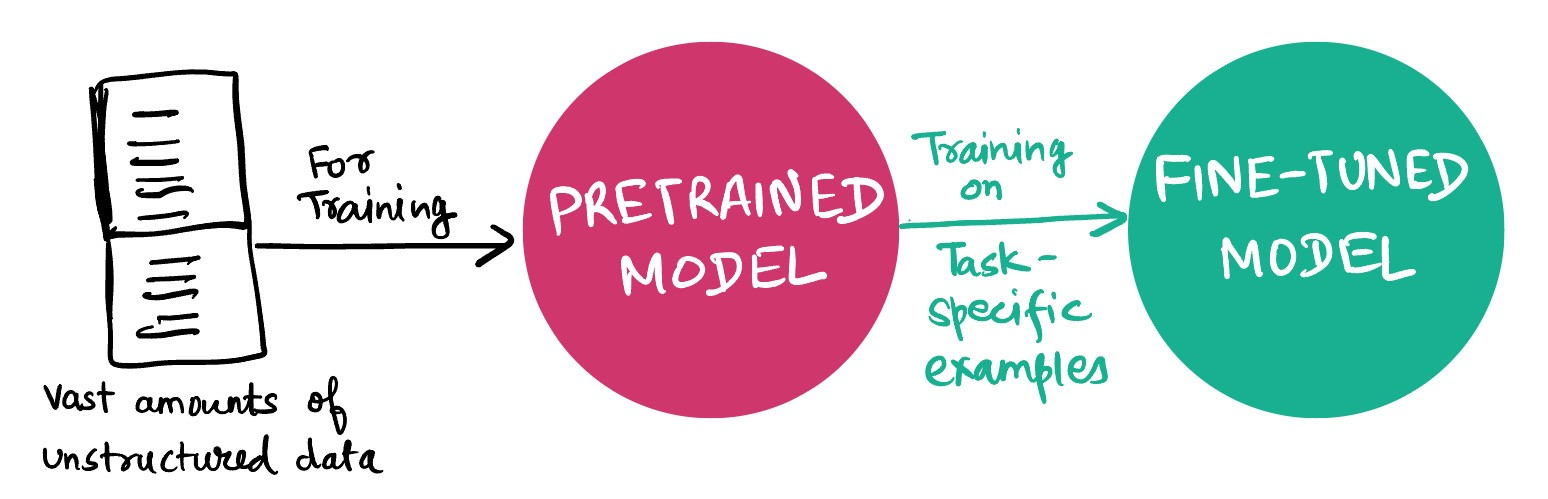 Vast amounts of
unstructured data
For
Training
PRETRAINED
MODEL
Training
on
Task-
specific
examples
FINE-TUNED
MODEL